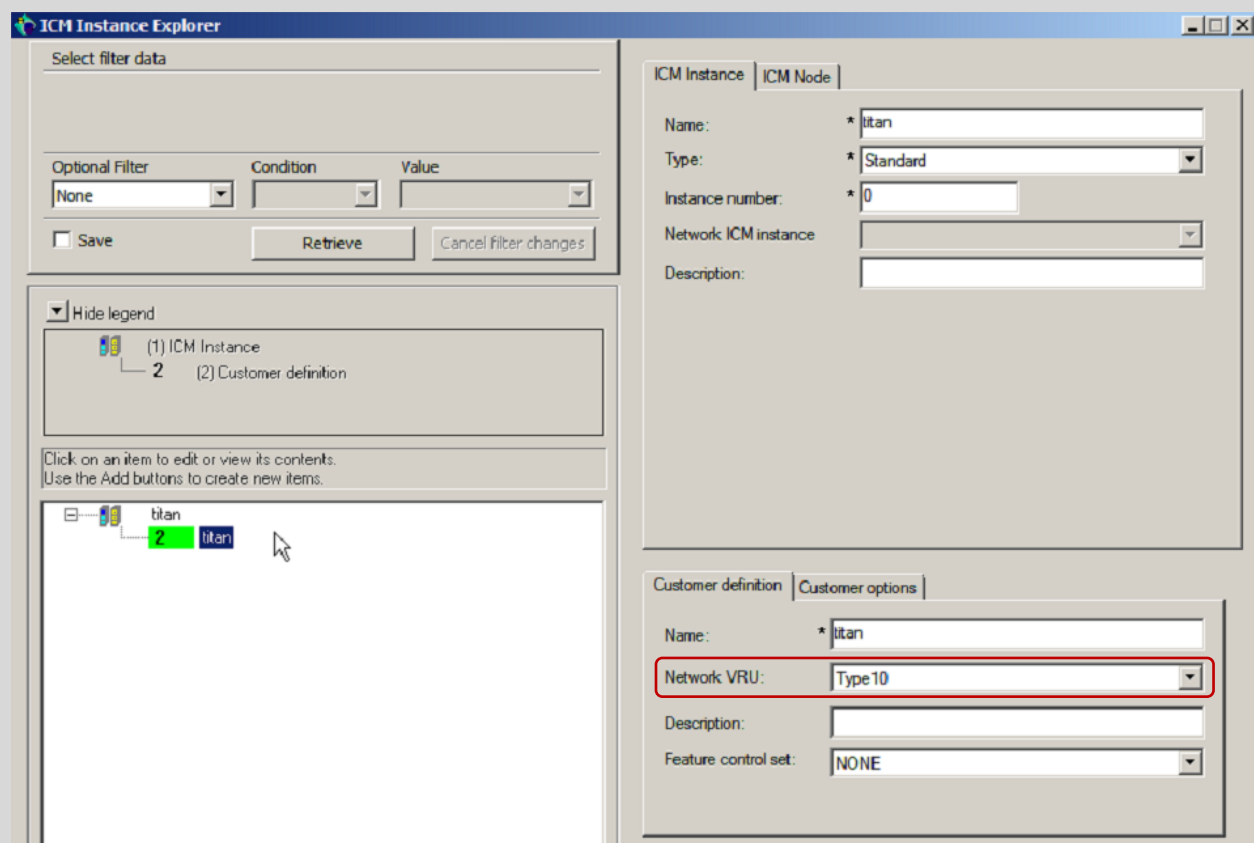 ICM Instance Explorer
Select filter data
Optional Filter Condition Value
None
Save Retrieve Cancel filter changes
Hide legend
(1) ICM Instance
2 (2) Customer definition
Click on an item to edit or view its contents.
Use the Add buttons to create new items.
titan
2 titan
ICM Instance ICM Node
Name: * titan
Type: * Standard
Instance number: * 0
Network ICM instance
Description:
Customer definition Customer options
Name: * titan
Network VRU: Type10
Description:
Feature control set: NONE